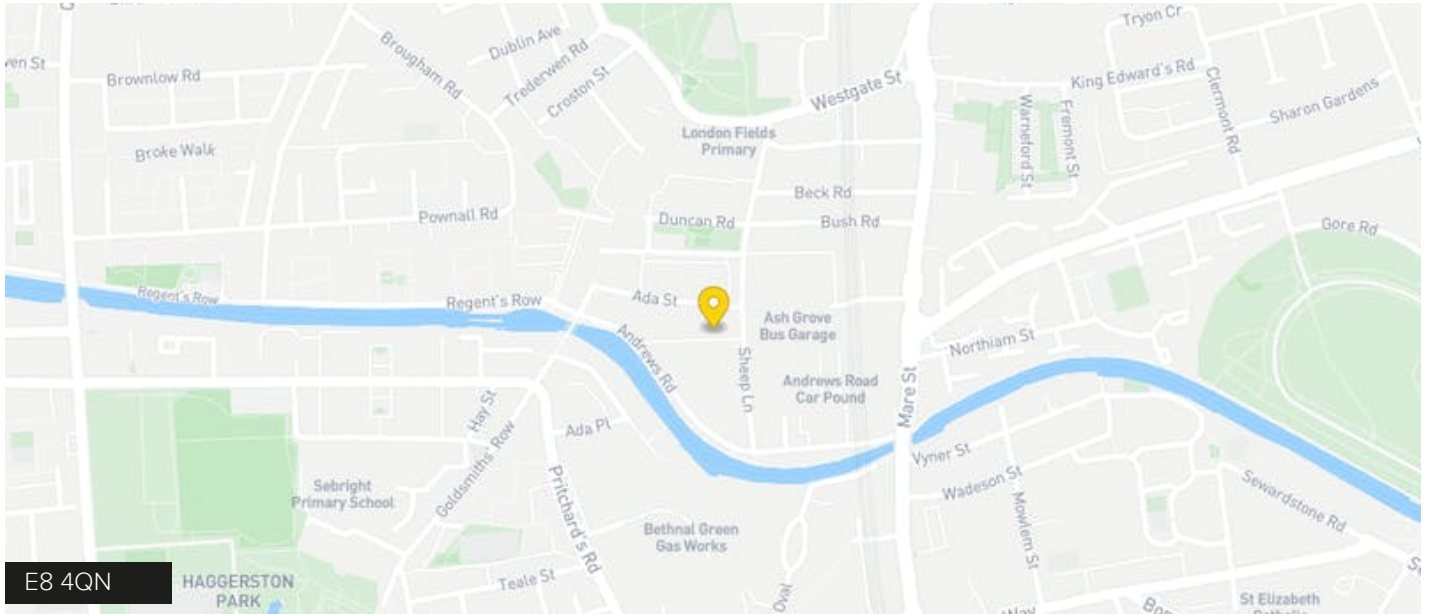 ven St
Brownlow Rd
Brougham Rd
Dublin Ave
Trederwen Rd
Croston St
Westgate St
Tryon Cr
King Edward's Rd
Clermont Rd
Sharon Gardens
Warneford St
Fremont St
London Fields
Primary
Broke Walk
Beck Rd
Pownall Rd
Duncan Rd
Bush Rd
Gore Rd
Regent's Row
Regent's Row
Ada St
Ash Grove
Bus Garage
Andrews Rd
Sheep Ln
Northiam St
Andrews Road
Car Pound
Mare St
Hay St
Goldsmiths' Row
Ada Pl
Vyner St
Wadeson St
Mowlem St
Sewardstone Rd
Sebright
Primary School
Pritchard's Rd
Bethnal Green
Gas Works
Teale St
Oval
E8 4QN
HAGGERSTON
PARK
Way
St Elizabeth